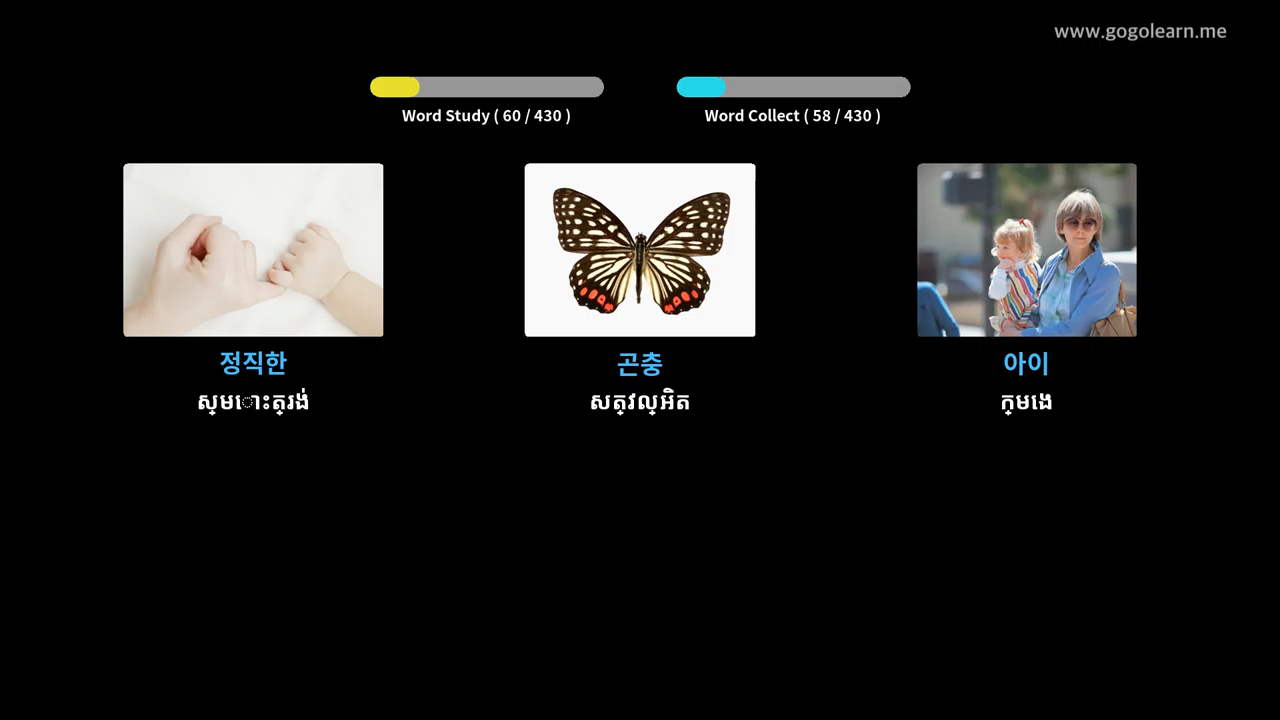 www.gogolearn.me
Word Study ( 60 / 430 )
Word Collect ( 58 / 430 )
정직한
곤충
아이
ស្មោះត្រង់
សត្វល្អិត
ក្មេង